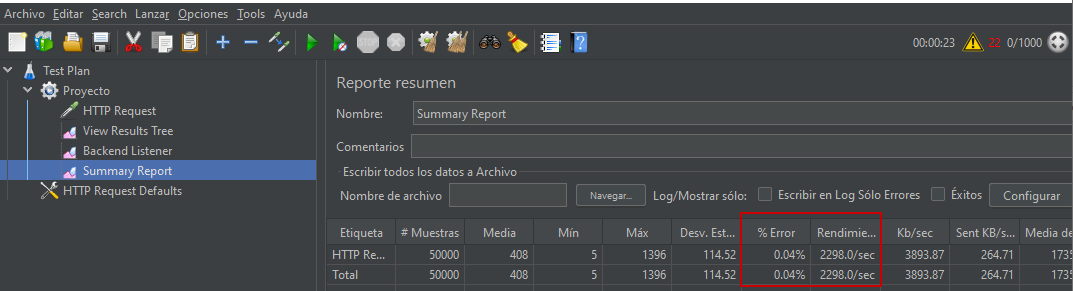 Archivo Editar Search Lanzar Opciones Tools Ayuda
STOP
00:00:23 22 0/1000
Test Plan
Proyecto
HTTP Request
View Results Tree
Backend Listener
Summary Report
HTTP Request Defaults
Reporte resumen
Nombre: Summary Report
Comentarios
Escribir todos los datos a Archivo
Nombre de archivo Navegar... Log/Mostrar sólo: Escribir en Log Sólo Errores Éxitos Configurar
Etiqueta # Muestras Media Mín Máx Desv. Est... % Error Rendimie... Kb/sec Sent KB/s... Media de
HTTP Re... 50000 408 5 1396 114.52 0.04% 2298.0/sec 3893.87 264.71 1735
Total 50000 408 5 1396 114.52 0.04% 2298.0/sec 3893.87 264.71 1735